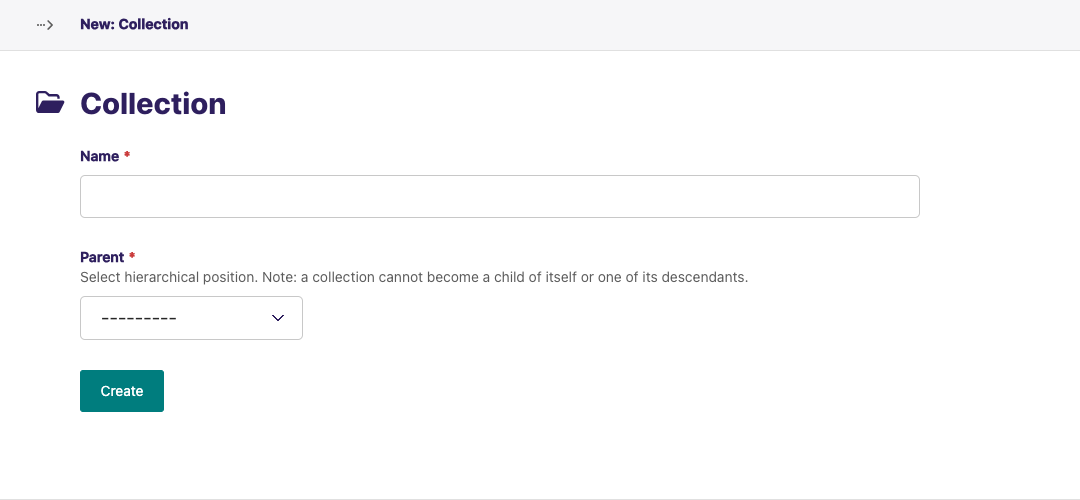 New: Collection
Collection
Name *
Parent *
Select hierarchical position. Note: a collection cannot become a child of itself or one of its descendants.
---------
Create